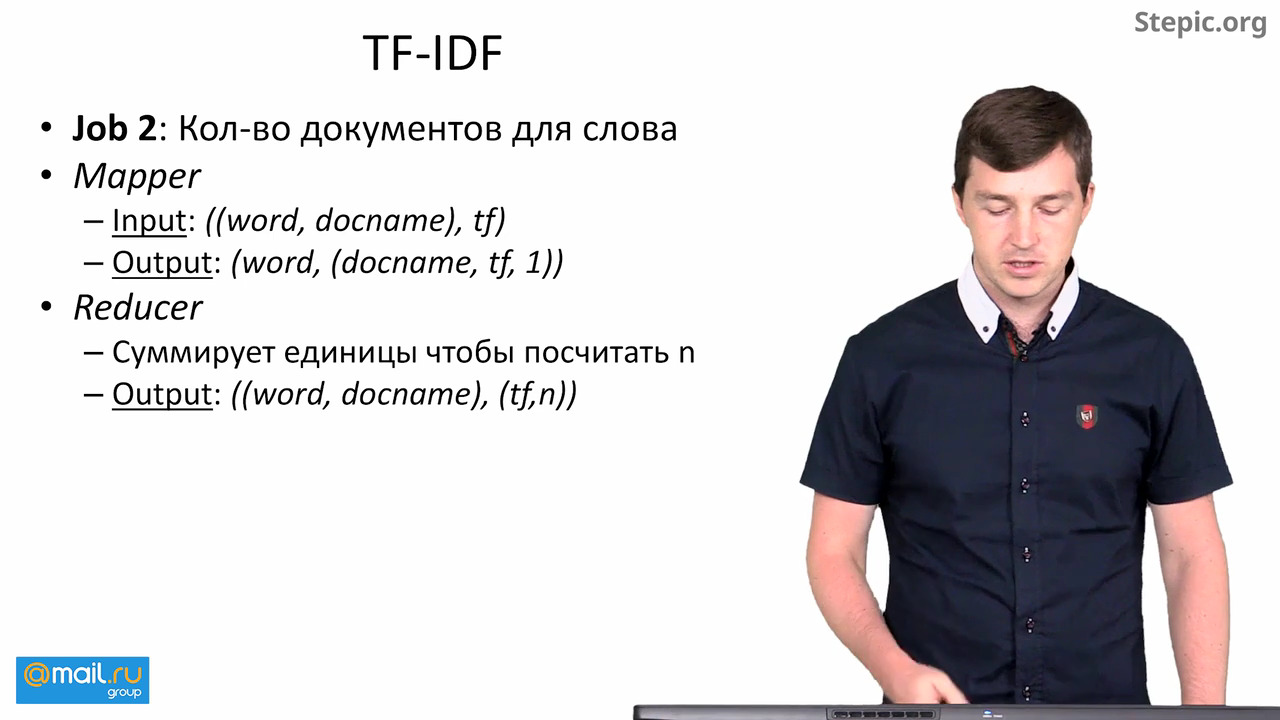 Stepic.org
TF-IDF
• Job 2: Кол-во документов для слова
• Mapper
– Input: ((word, docname), tf)
– Output: (word, (docname, tf, 1))
• Reducer
– Суммирует единицы чтобы посчитать n
– Output: ((word, docname), (tf,n))
@mail.ru
group